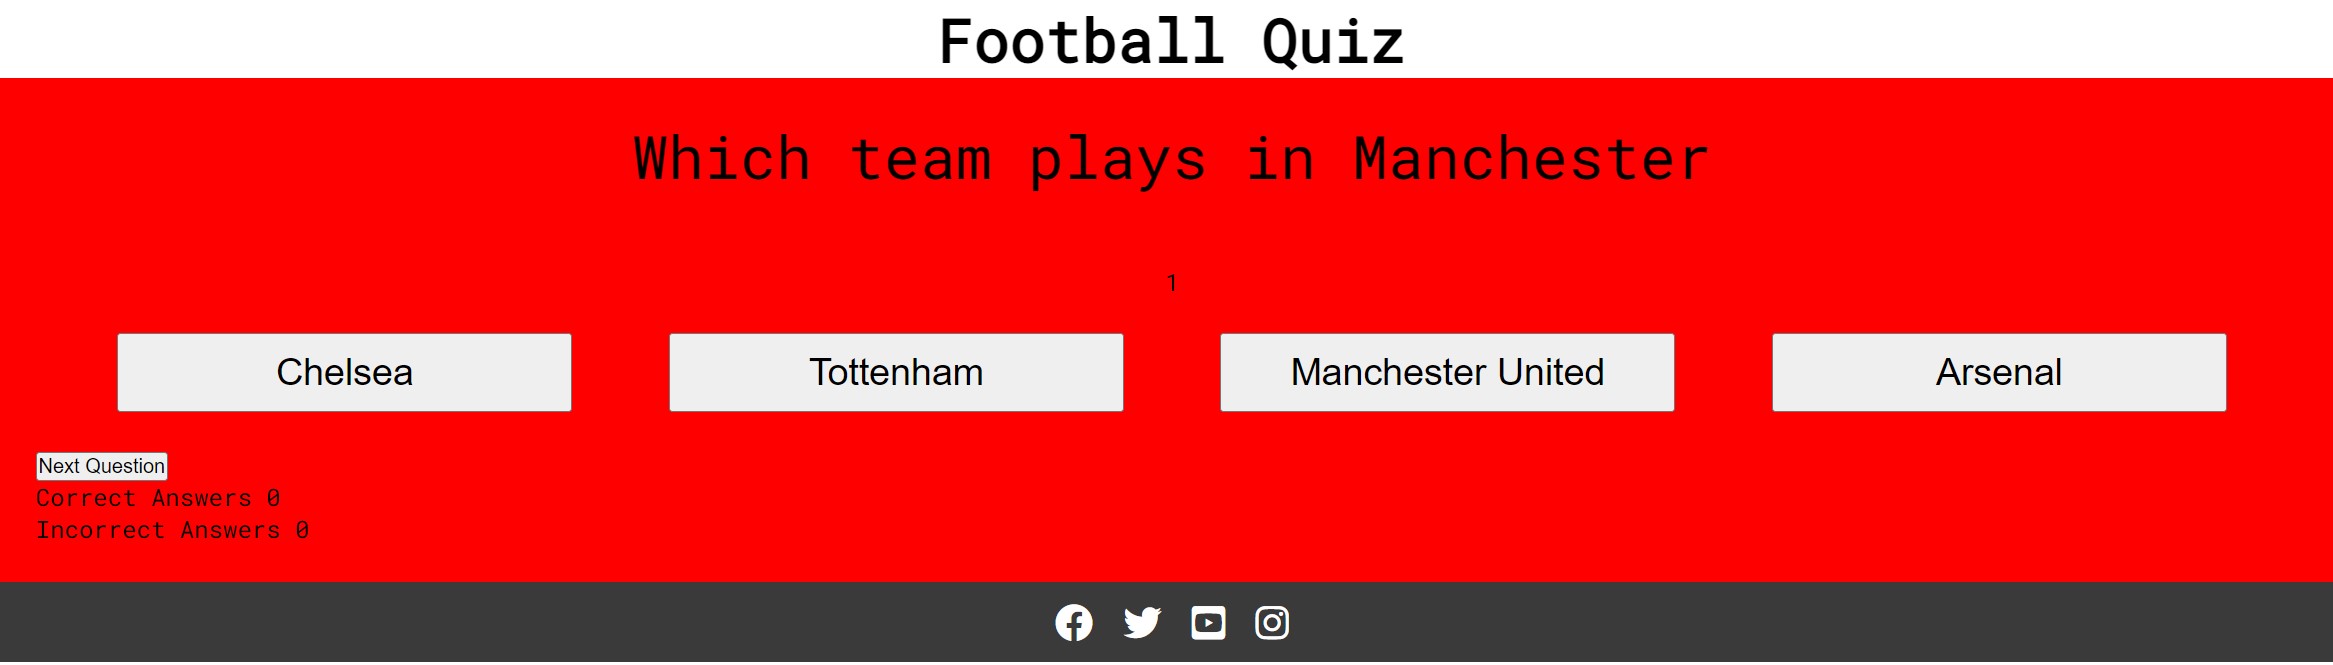 Football Quiz
Which team plays in Manchester
1
Chelsea Tottenham Manchester United Arsenal
Next Question
Correct Answers 0
Incorrect Answers 0